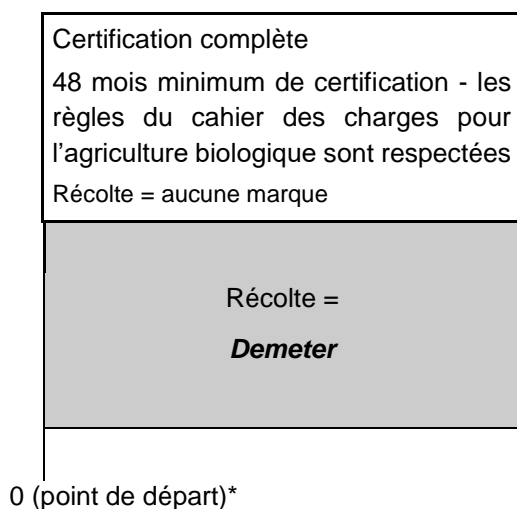 Certification complète
48 mois minimum de certification - les
règles du cahier des charges pour
l'agriculture biologique sont respectées
Récolte = aucune marque
Récolte =
Demeter
0 (point de départ)*